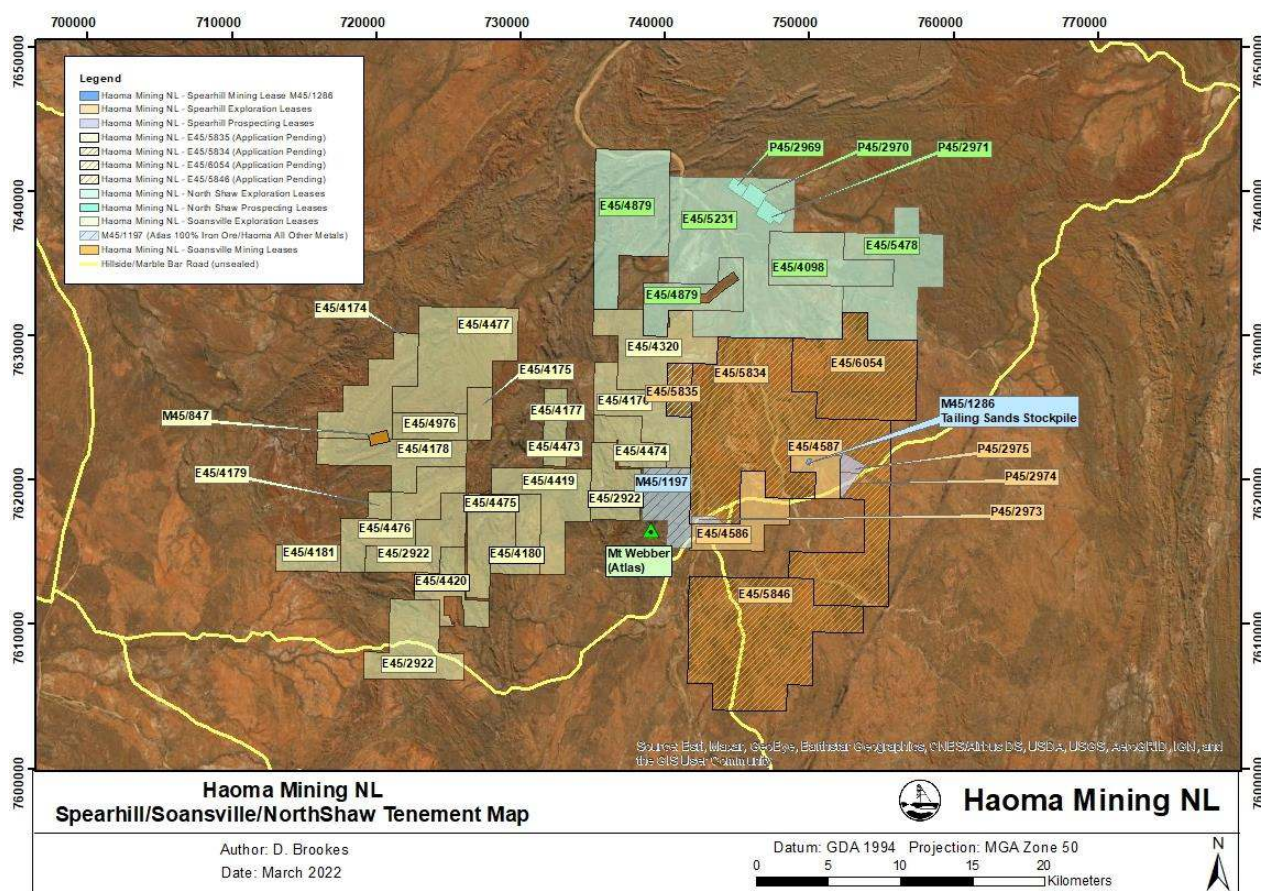 700000 710000 720000 730000 740000 750000 760000 770000
7650000
7650000
7640000
7640000
7630000
7630000
7620000
7620000
7610000
7610000
7600000
7600000
Legend
Haoma Mining NL - Spearhill Mining Lease M45/1286
Haoma Mining NL - Spearhill Exploration Leases
Haoma Mining NL - Spearhill Prospecting Leases
Haoma Mining NL - E45/5835 (Application Pending)
Haoma Mining NL - E45/5834 (Application Pending)
Haoma Mining NL - E45/6054 (Application Pending)
Haoma Mining NL - E45/5846 (Application Pending)
Haoma Mining NL - North Shaw Exploration Leases
Haoma Mining NL - North Shaw Prospecting Leases
Haoma Mining NL - Soansville Exploration Leases
M45/1197 (Atlas 100% Iron Ore/Haoma All Other Metals)
Haoma Mining NL - Soansville Mining Leases
Hillside/Marble Bar Road (unsealed)
P45/2969
P45/2970
P45/2971
E45/4879
E45/5231
E45/5478
E45/4098
E45/4879
E45/4174
E45/4477
E45/4320
E45/6054
E45/5834
E45/4175
E45/5835
E45/4176
M45/847
E45/4177
M45/1286
Tailing Sands Stockpile
E45/4976
E45/4178
E45/4473
E45/4474
E45/4587
P45/2975
E45/4179
E45/4419
M45/1197
P45/2974
E45/4475
E45/2922
P45/2973
E45/4476
E45/4586
E45/4181
E45/2922
E45/4180
Mt Webber
(Atlas)
E45/4420
E45/5846
E45/2922
Source: Esri, Maxar, GeoEye, Earthstar Geographics, CNES/Airbus DS, USDA, USGS, AeroGRID, IGN, and
the GIS User Community
Haoma Mining NL
Spearhill/Soansville/NorthShaw Tenement Map
Haoma Mining NL
Author: D. Brookes
Date: March 2022
Datum: GDA 1994 Projection: MGA Zone 50
0 5 10 15 20
Kilometers
N